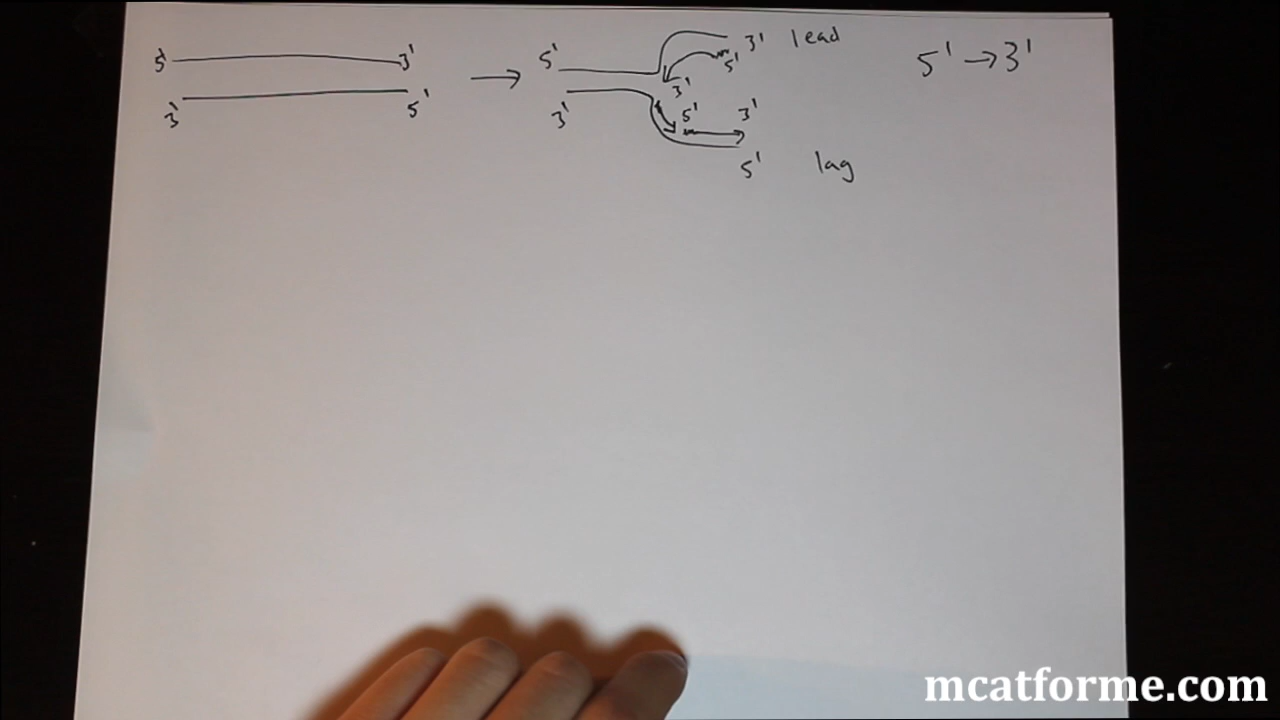 5' 3' 5' 3' lead 5' → 3'
5'
3' 5' 3' 3' 5' 3'
5' lag
mcatforme.com